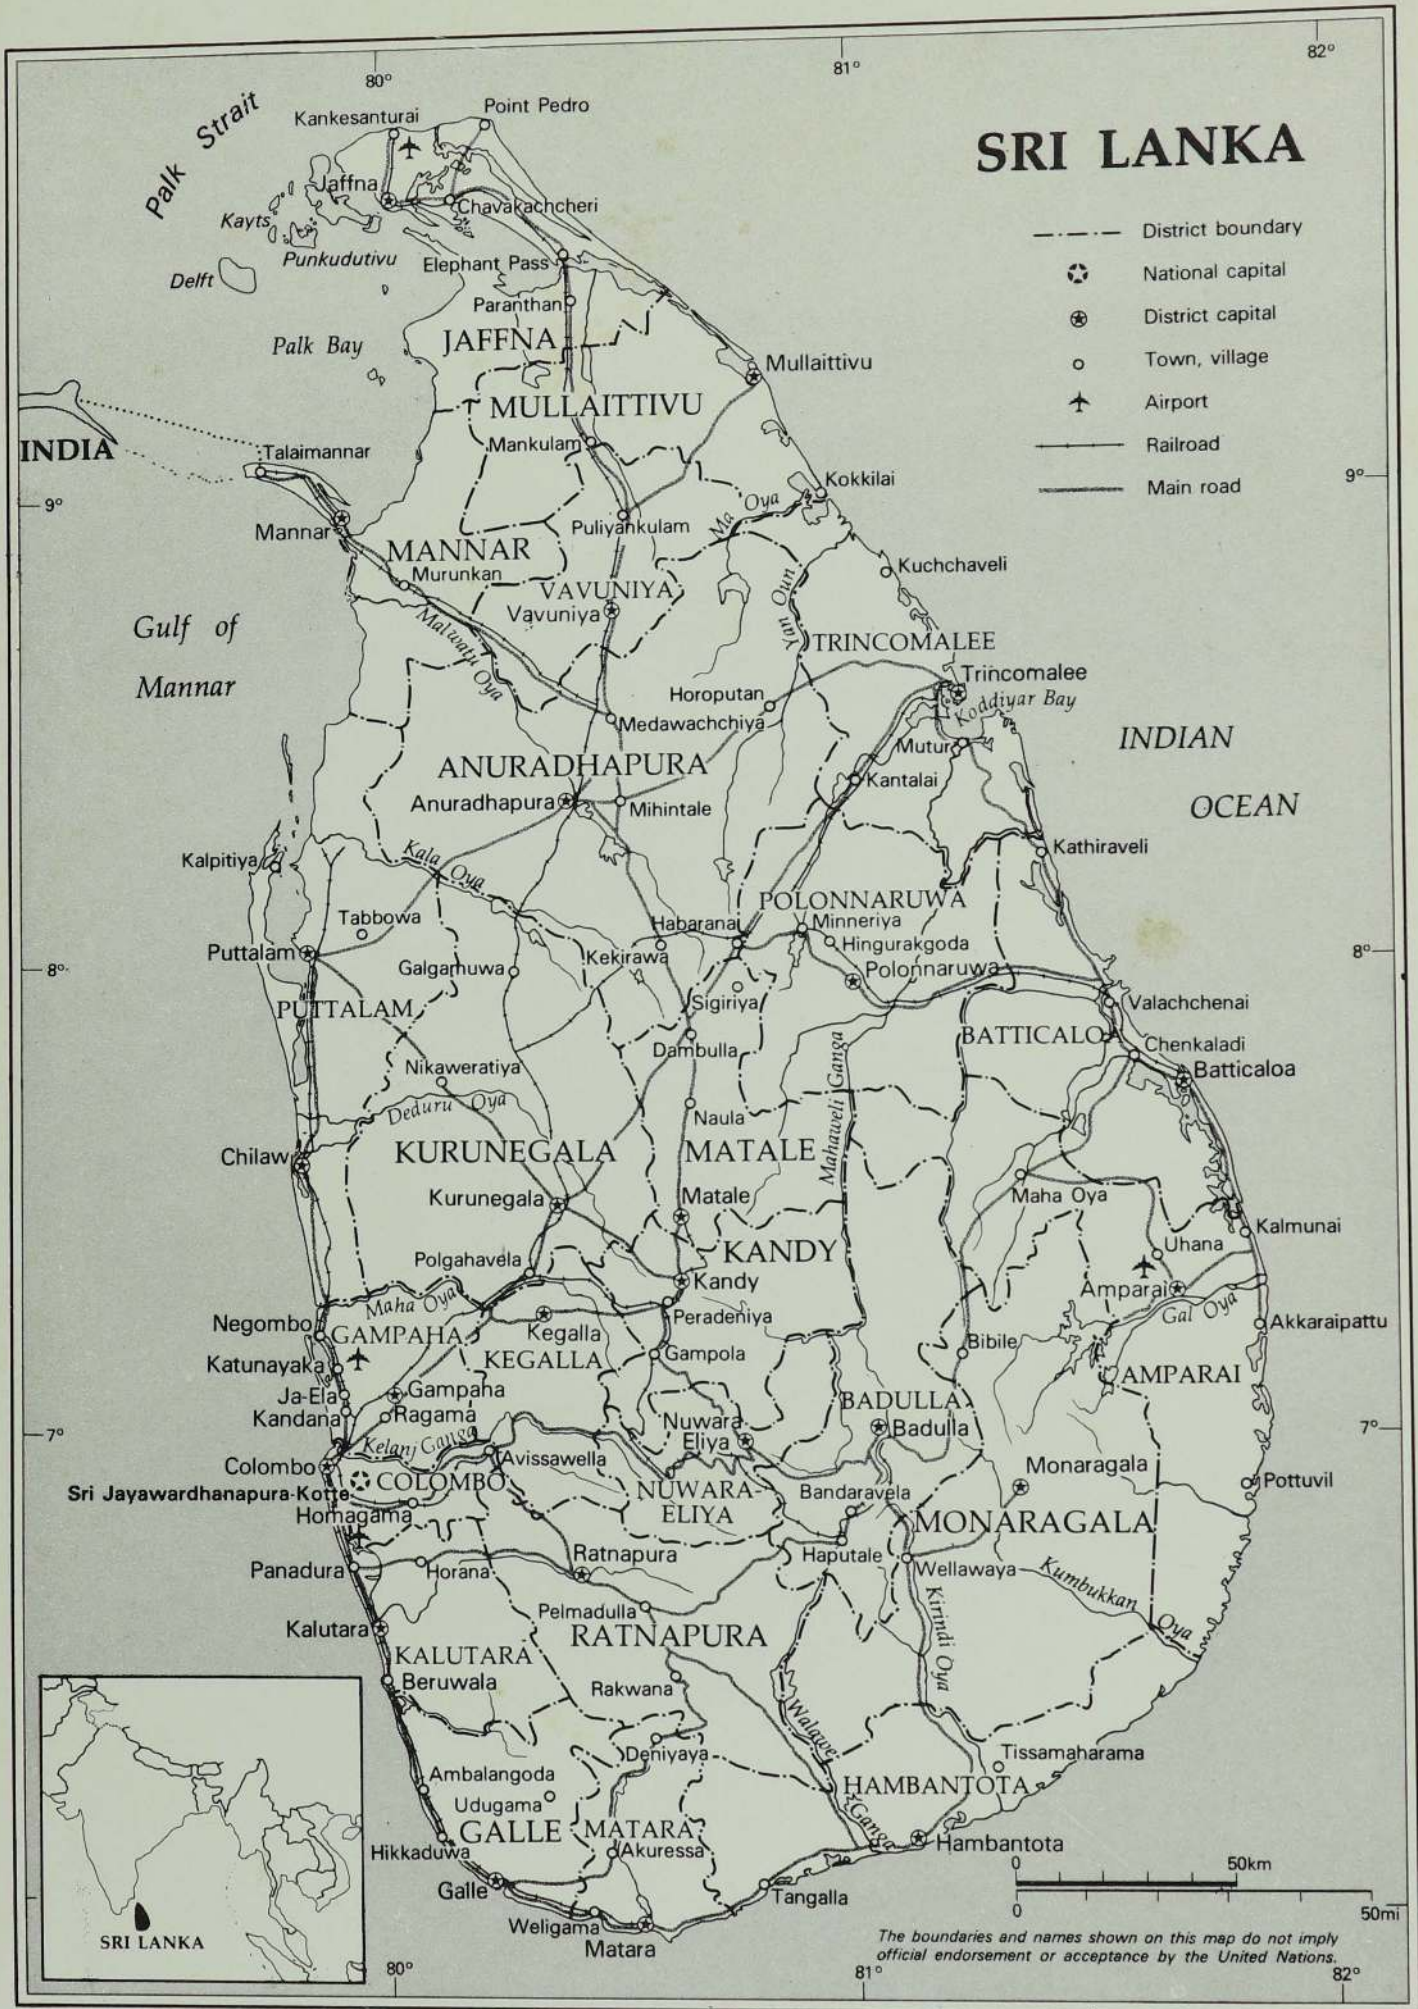 80°
81°
82°
Palk Strait
Kankesanturai
Point Pedro
SRI LANKA
Jaffna
Chavakachcheri
Kayts
Punkudutivu
Delft
Elephant Pass
Paranthan
Palk Bay
JAFFNA
District boundary
National capital
District capital
Town, village
Airport
Railroad
Main road
Mullaittivu
MULLAITTIVU
INDIA
Talaimannar
Mankulam
Kokkilai
9°
9°
Mannar
Puliyankulam
Ma Oya
MANNAR
Murunkan
Kuchchaveli
VAVUNIYA
Vavuniya
Yan Oun
Gulf of
Mannar
Malwatu Oya
TRINCOMALEE
Trincomalee
Koddiyar Bay
Horoputan
Medawachchiya
Mutur
INDIAN
OCEAN
ANURADHAPURA
Kantalai
Anuradhapura
Mihintale
Kalpitiya
Kala Oya
Kathiraveli
POLONNARUWA
Tabbowa
Habarana
Minneriya
Hingurakgoda
Puttalam
Kekirawa
Galgamuwa
Polonnaruwa
8°
8°
Sigiriya
Valachchenai
PUTTALAM
BATTICALOA
Dambulla
Chenkaladi
Nikaweratiya
Batticaloa
Deduru Oya
Naula
Mahaweli Ganga
Chilaw
KURUNEGALA
MATALE
Kurunegala
Matale
Maha Oya
Kalmunai
Uhana
Polgahavela
KANDY
Kandy
Amparai
Maha Oya
Gal Oya
Negombo
GAMPAHA
Kegalla
Peradeniya
Akkaraipattu
Katunayaka
KEGALLA
Gampola
Bibile
AMPARAI
Ja-Ela
Gampaha
Kandana
Ragama
BADULLA
Nuwara
Eliya
Badulla
7°
7°
Kelanj Ganga
Colombo
COLOMBO
Avissawella
Monaragala
Pottuvil
Sri Jayawardhanapura-Kotte
NUWARA-
ELIYA
Bandaravela
Homagama
MONARAGALA
Ratnapura
Haputale
Panadura
Horana
Wellawaya
Kumbukkan Oya
Pelmadulla
Kirindi Oya
Kalutara
RATNAPURA
KALUTARA
Beruwala
Rakwana
Walawe Ganga
Deniyaya
Tissamaharama
Ambalangoda
Udugama
HAMBANTOTA
GALLE
MATARA
Hikkaduwa
Akuressa
Hambantota
Galle
Tangalla
Weligama
Matara
0
50km
0
50mi
The boundaries and names shown on this map do not imply
official endorsement or acceptance by the United Nations.
SRI LANKA
80°
81°
82°